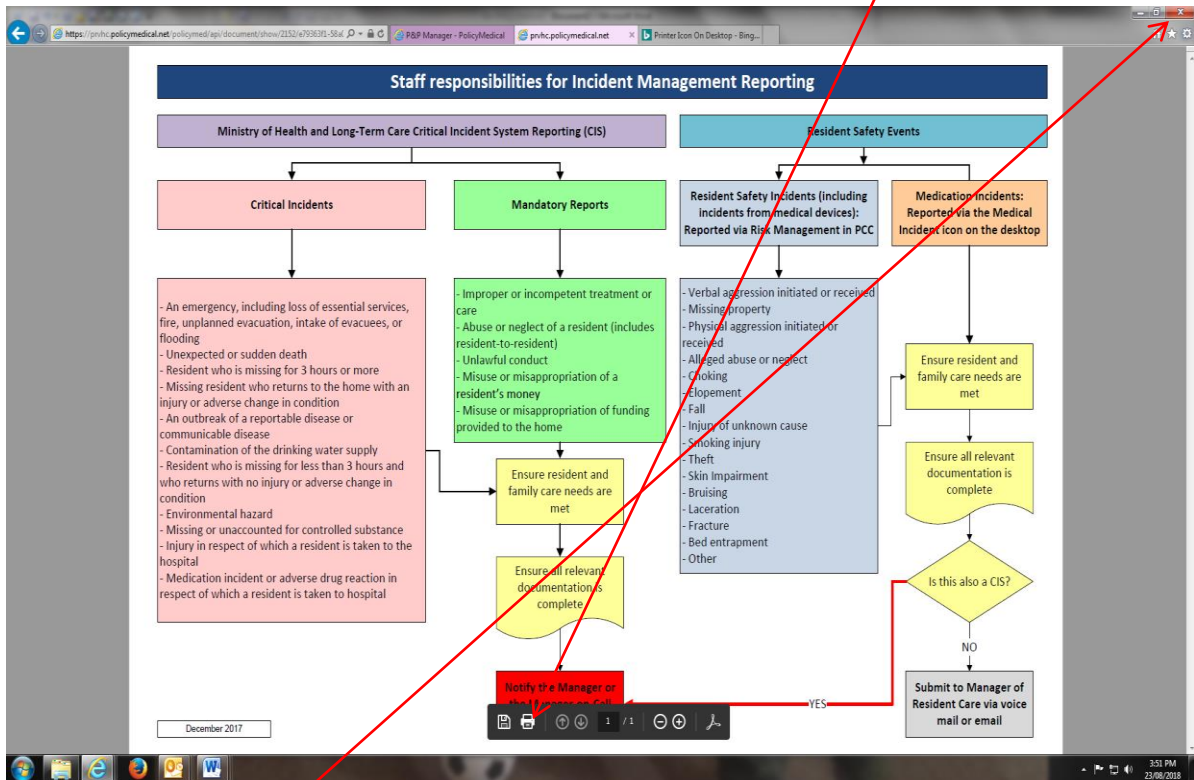 https://prvhc.policymedical.net/policymed/api/document/show/2152/
P&P Manager - PolicyMedical
prvhc.policymedical.net
Printer Icon On Desktop - Bing...
Staff responsibilities for Incident Management Reporting
Ministry of Health and Long-Term Care Critical Incident System Reporting (CIS)
Resident Safety Events
Critical Incidents
Mandatory Reports
Resident Safety Incidents (including
incidents from medical devices):
Reported via Risk Management in PCC
Medication Incidents:
Reported via the Medical
Incident icon on the desktop
- An emergency, including loss of essential services,
fire, unplanned evacuation, intake of evacuees, or
flooding
- Unexpected or sudden death
- Resident who is missing for 3 hours or more
- Missing resident who returns to the home with an
injury or adverse change in condition
- An outbreak of a reportable disease or
communicable disease
- Contamination of the drinking water supply
- Resident who is missing for less than 3 hours and
who returns with no injury or adverse change in
condition
- Environmental hazard
- Missing or unaccounted for controlled substance
- Injury in respect of which a resident is taken to the
hospital
- Medication incident or adverse drug reaction in
respect of which a resident is taken to hospital
- Improper or incompetent treatment or
care
- Abuse or neglect of a resident (includes
resident-to-resident)
- Unlawful conduct
- Misuse or misappropriation of a
resident's money
- Misuse or misappropriation of funding
provided to the home
Ensure resident and
family care needs are
met
Ensure all relevant
documentation is
complete
Notify the Manager or
- Verbal aggression initiated or received
- Missing property
- Physical aggression initiated or
received
- Alleged abuse or neglect
- Choking
- Elopement
- Fall
- Injury of unknown cause
- Smoking injury
- Theft
- Skin Impairment
- Bruising
- Laceration
- Fracture
- Bed entrapment
- Other
Ensure resident and
family care needs are
met
Ensure all relevant
documentation is
complete
Is this also a CIS?
NO
YES
Submit to Manager of
Resident Care via voice
mail or email
1 / 1
December 2017
3:51 PM
23/08/2018